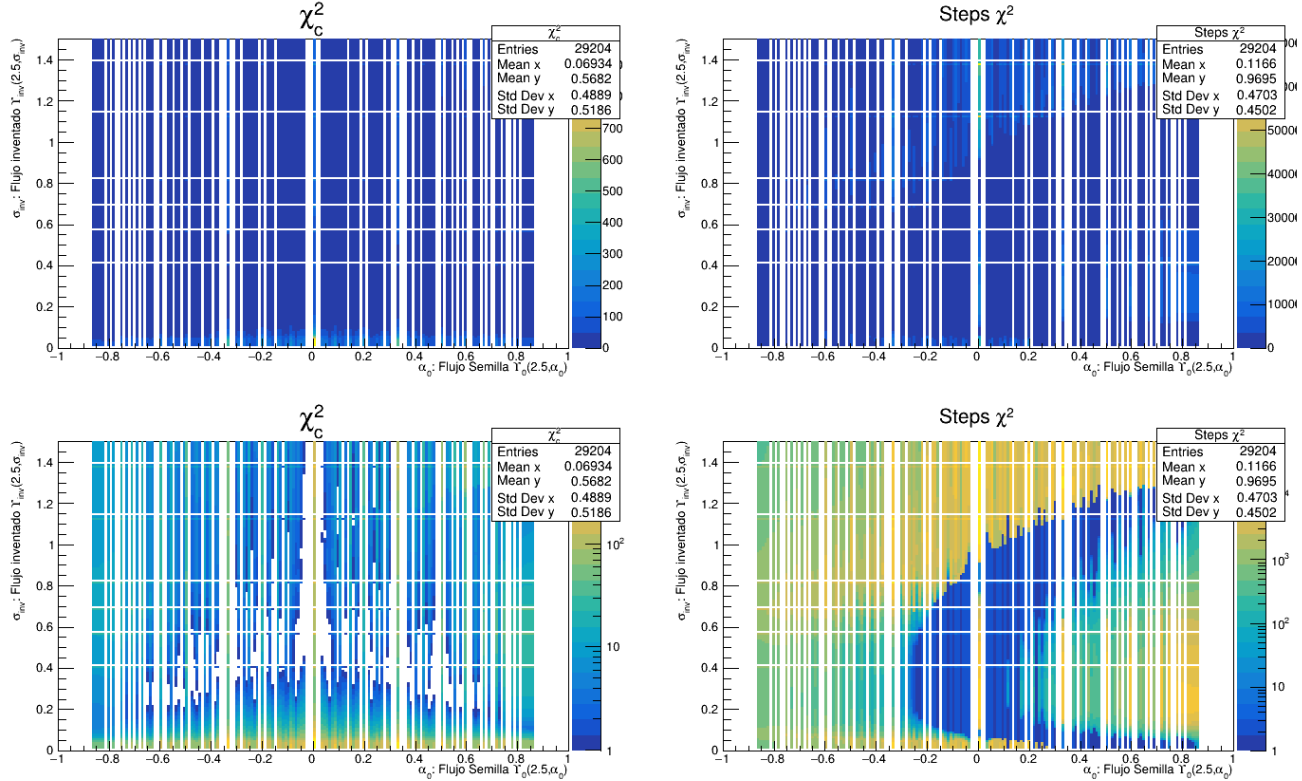 χ²c
χ²c
Entries 29204
Mean x 0.06934
Mean y 0.5682
Std Dev x 0.4889
Std Dev y 0.5186
σinv: Flujo inventado ϒinv(2.5,σinv)
1.4
1.2
1
0.8
0.6
0.4
0.2
0
−1 −0.8 −0.6 −0.4 −0.2 0 0.2 0.4 0.6 0.8 1
α0: Flujo Semilla ϒ0(2.5,α0)
700
600
500
400
300
200
100
0
Steps χ²
Steps χ²
Entries 29204
Mean x 0.1166
Mean y 0.9695
Std Dev x 0.4703
Std Dev y 0.4502
σinv: Flujo inventado ϒinv(2.5,σinv)
1.4
1.2
1
0.8
0.6
0.4
0.2
0
−1 −0.8 −0.6 −0.4 −0.2 0 0.2 0.4 0.6 0.8 1
α0: Flujo Semilla ϒ0(2.5,α0)
0
χ²c
χ²c
Entries 29204
Mean x 0.06934
Mean y 0.5682
Std Dev x 0.4889
Std Dev y 0.5186
σinv: Flujo inventado ϒinv(2.5,σinv)
1.4
1.2
1
0.8
0.6
0.4
0.2
0
−1 −0.8 −0.6 −0.4 −0.2 0 0.2 0.4 0.6 0.8 1
α0: Flujo Semilla ϒ0(2.5,α0)
10²
10
1
Steps χ²
Steps χ²
Entries 29204
Mean x 0.1166
Mean y 0.9695
Std Dev x 0.4703
Std Dev y 0.4502
σinv: Flujo inventado ϒinv(2.5,σinv)
1.4
1.2
1
0.8
0.6
0.4
0.2
0
−1 −0.8 −0.6 −0.4 −0.2 0 0.2 0.4 0.6 0.8 1
α0: Flujo Semilla ϒ0(2.5,α0)
10³
10²
10
1